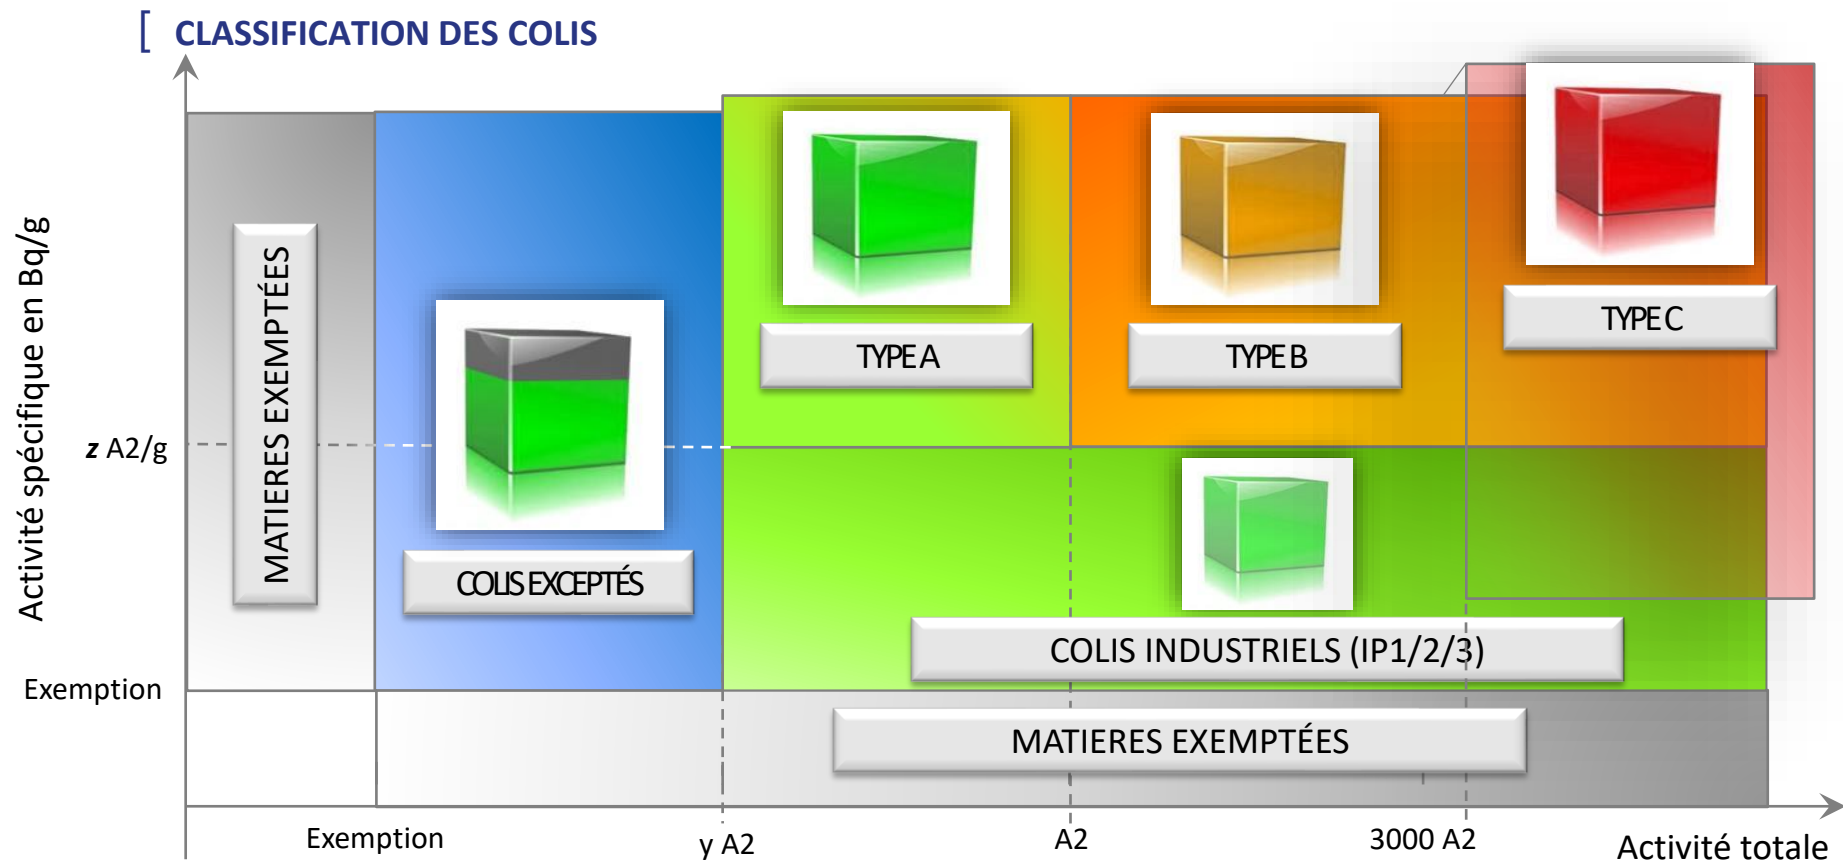 [ CLASSIFICATION DES COLIS
Activité spécifique en Bq/g
MATIERES EXEMPTÉES
COLIS EXCEPTÉS
TYPE A
TYPE B
TYPE C
z A2/g
COLIS INDUSTRIELS (IP1/2/3)
Exemption
MATIERES EXEMPTÉES
Exemption
y A2
A2
3000 A2
Activité totale